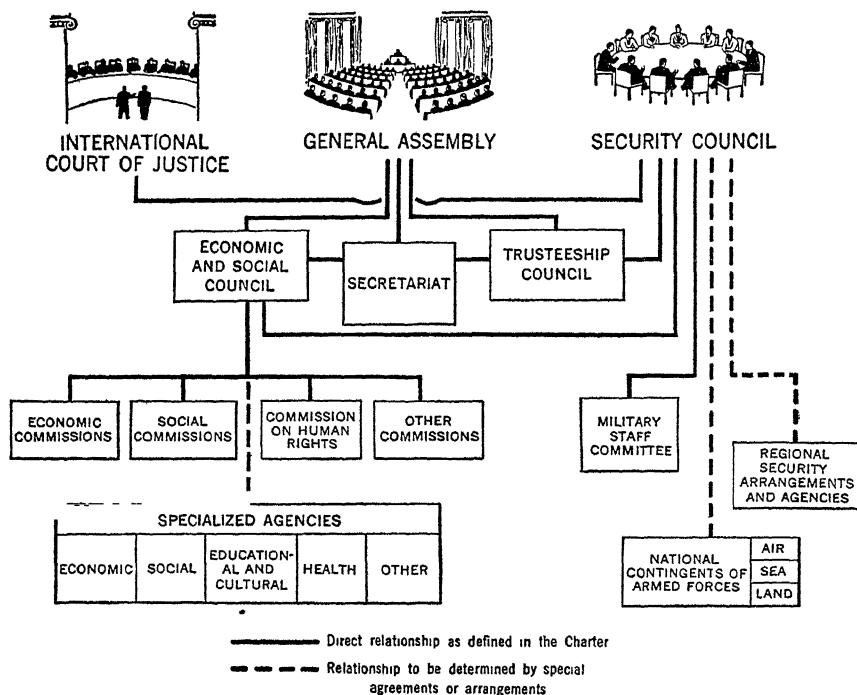 INTERNATIONAL
COURT OF JUSTICE
GENERAL ASSEMBLY
SECURITY COUNCIL
ECONOMIC
AND SOCIAL
COUNCIL
SECRETARIAT
TRUSTEESHIP
COUNCIL
ECONOMIC
COMMISSIONS
SOCIAL
COMMISSIONS
COMMISSION
ON HUMAN
RIGHTS
OTHER
COMMISSIONS
MILITARY
STAFF
COMMITTEE
REGIONAL
SECURITY
ARRANGEMENTS
AND AGENCIES
SPECIALIZED AGENCIES
ECONOMIC
SOCIAL
EDUCATION-
AL AND
CULTURAL
HEALTH
OTHER
NATIONAL
CONTINGENTS OF
ARMED FORCES
AIR
SEA
LAND
Direct relationship as defined in the Charter
Relationship to be determined by special
agreements or arrangements